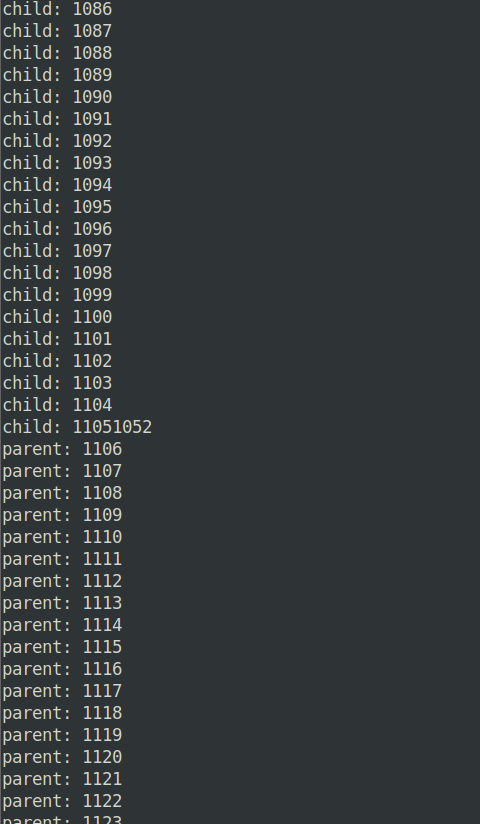 child: 1086
child: 1087
child: 1088
child: 1089
child: 1090
child: 1091
child: 1092
child: 1093
child: 1094
child: 1095
child: 1096
child: 1097
child: 1098
child: 1099
child: 1100
child: 1101
child: 1102
child: 1103
child: 1104
child: 11051052
parent: 1106
parent: 1107
parent: 1108
parent: 1109
parent: 1110
parent: 1111
parent: 1112
parent: 1113
parent: 1114
parent: 1115
parent: 1116
parent: 1117
parent: 1118
parent: 1119
parent: 1120
parent: 1121
parent: 1122
parent: 1123